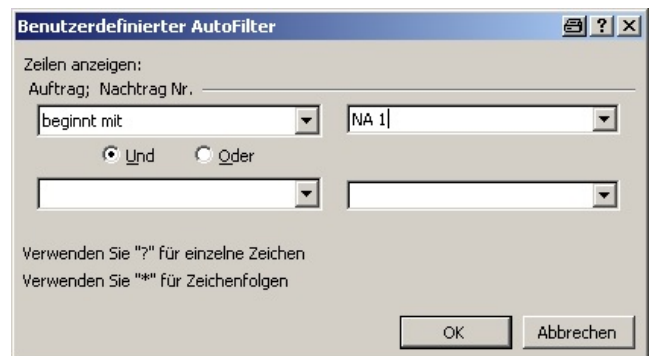 Benutzerdefinierter AutoFilter
Zeilen anzeigen:
Auftrag; Nachtrag Nr.
beginnt mit NA 1
Und Oder
Verwenden Sie "?" für einzelne Zeichen
Verwenden Sie "*" für Zeichenfolgen
OK Abbrechen